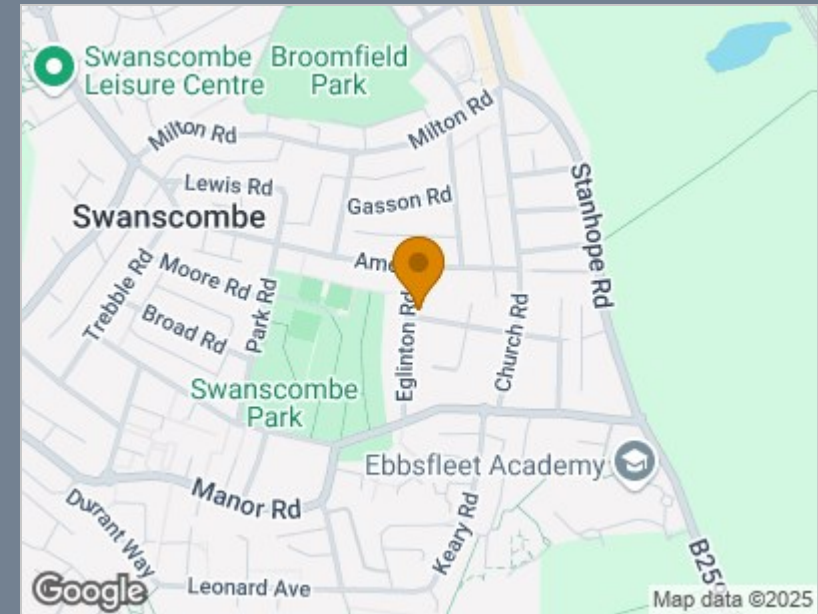 Swanscombe
Leisure Centre
Broomfield
Park
Milton Rd
Milton Rd
Lewis Rd
Gasson Rd
Swanscombe
Stanhope Rd
Trebble Rd
Moore Rd
Park Rd
Broad Rd
Eglinton Rd
Church Rd
Swanscombe
Park
Ebbsfleet Academy
Manor Rd
Durrant Way
Keary Rd
Leonard Ave
Google
Map data ©2025